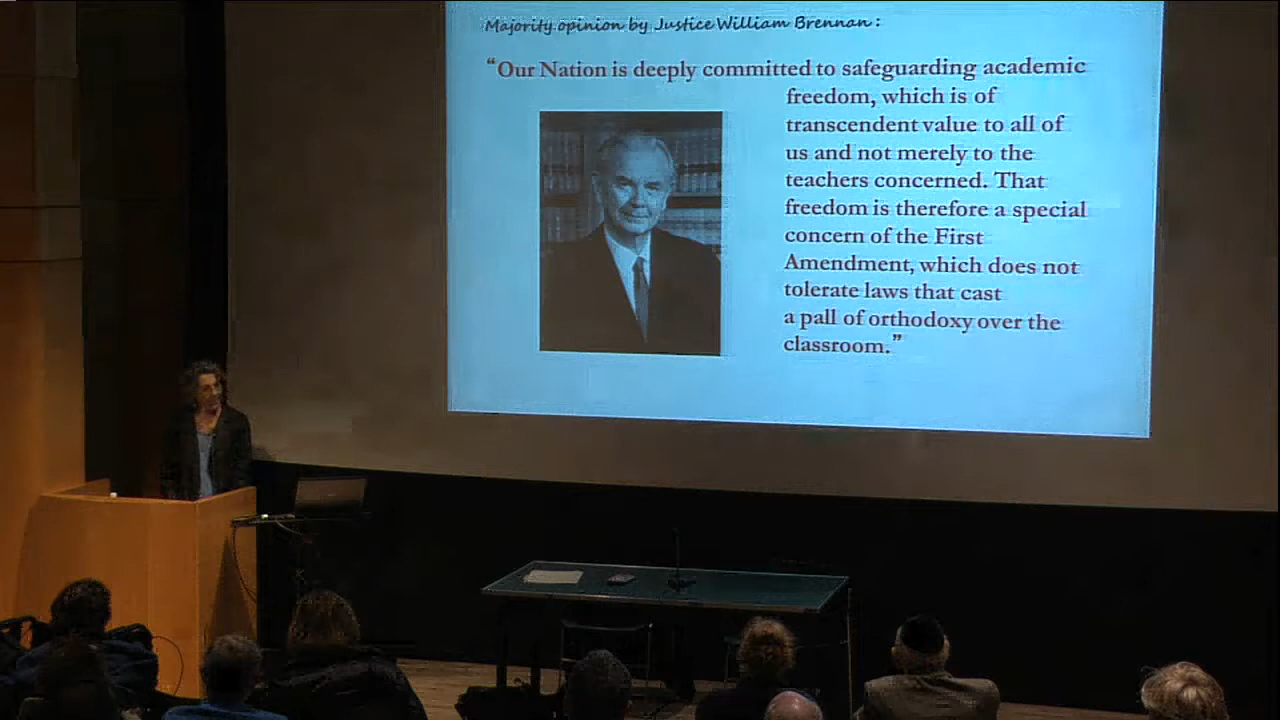 Majority opinion by Justice William Brennan:
“Our Nation is deeply committed to safeguarding academic
freedom, which is of
transcendent value to all of
us and not merely to the
teachers concerned. That
freedom is therefore a special
concern of the First
Amendment, which does not
tolerate laws that cast
a pall of orthodoxy over the
classroom.”